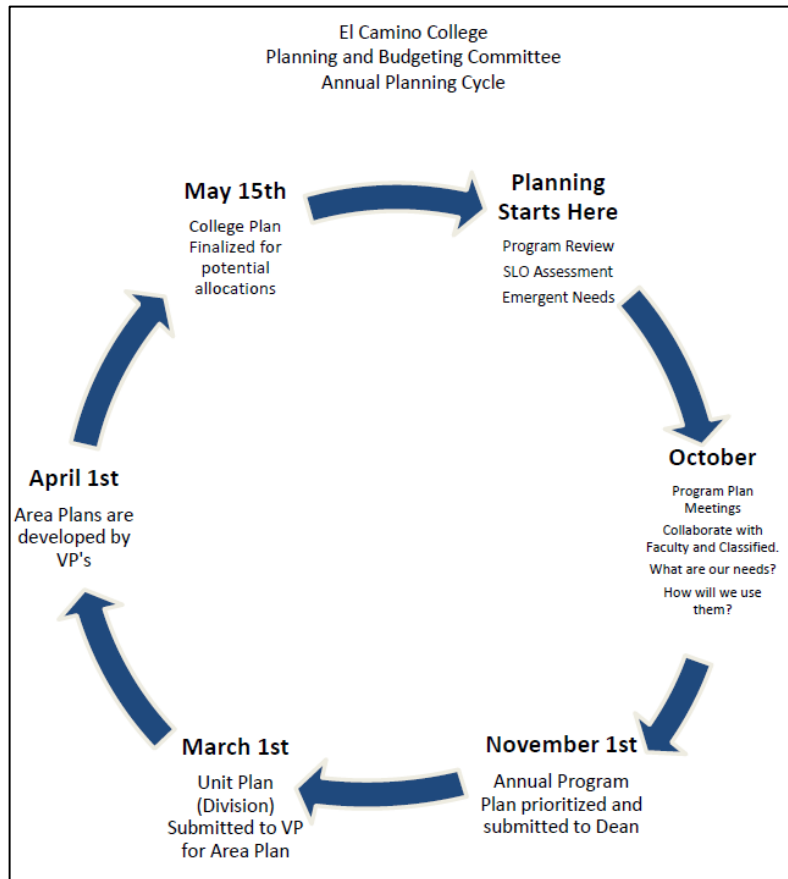 El Camino College
Planning and Budgeting Committee
Annual Planning Cycle
Planning
Starts Here
Program Review
SLO Assessment
Emergent Needs
October
Program Plan
Meetings
Collaborate with
Faculty and Classified.
What are our needs?
How will we use
them?
November 1st
Annual Program
Plan prioritized and
submitted to Dean
March 1st
Unit Plan
(Division)
Submitted to VP
for Area Plan
April 1st
Area Plans are
developed by
VP's
May 15th
College Plan
Finalized for
potential
allocations